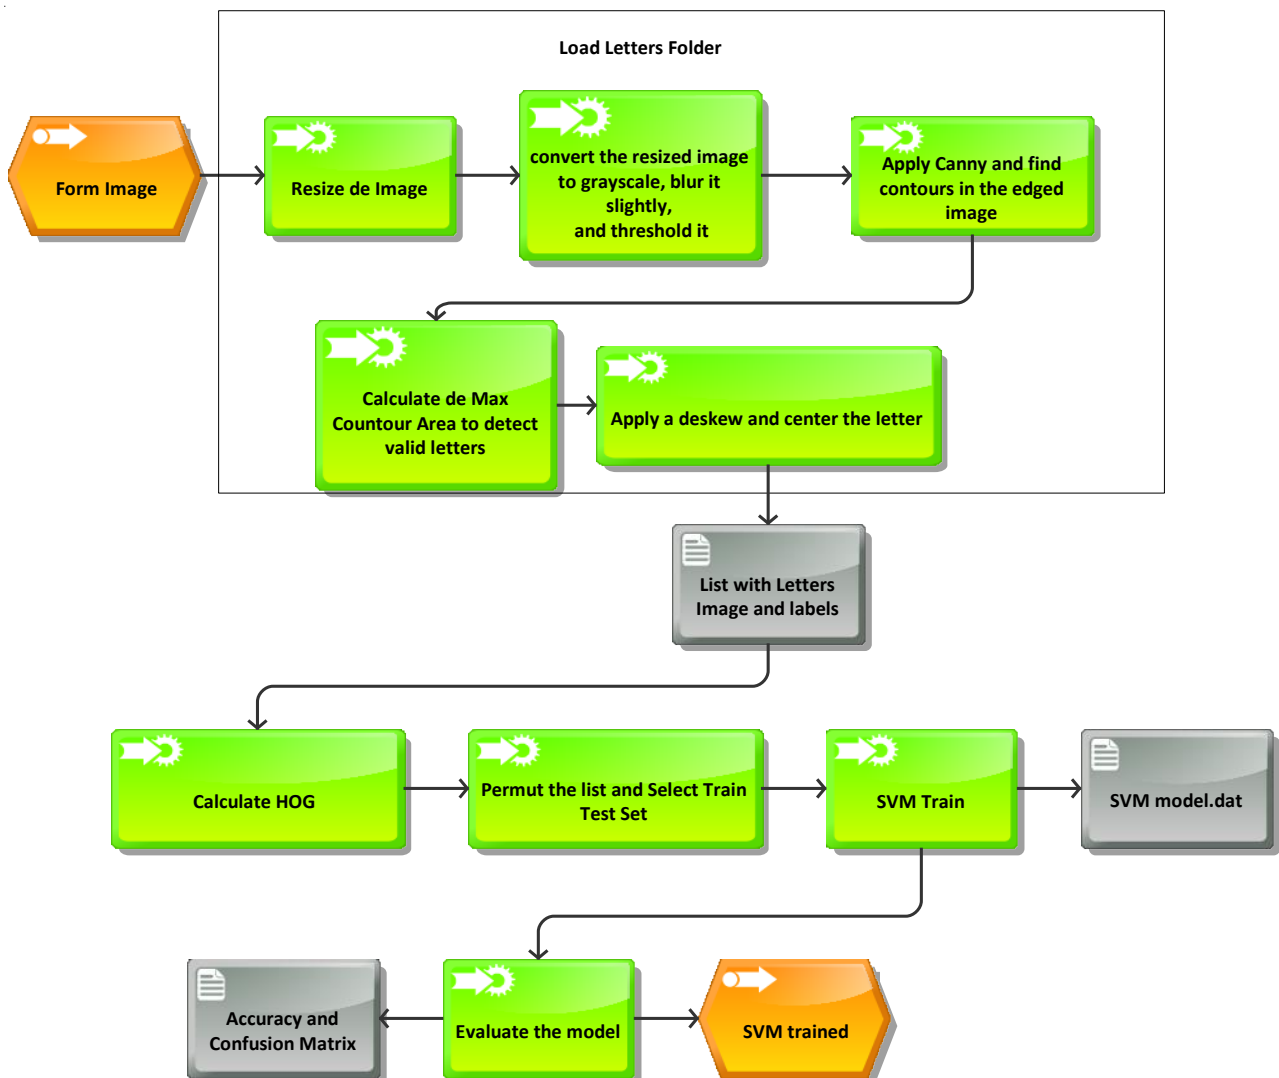 Load Letters Folder
Form Image
Resize de Image
convert the resized image
to grayscale, blur it
slightly,
and threshold it
Apply Canny and find
contours in the edged
image
Calculate de Max
Countour Area to detect
valid letters
Apply a deskew and center the letter
List with Letters
Image and labels
Calculate HOG
Permut the list and Select Train
Test Set
SVM Train
SVM model.dat
Accuracy and
Confusion Matrix
Evaluate the model
SVM trained